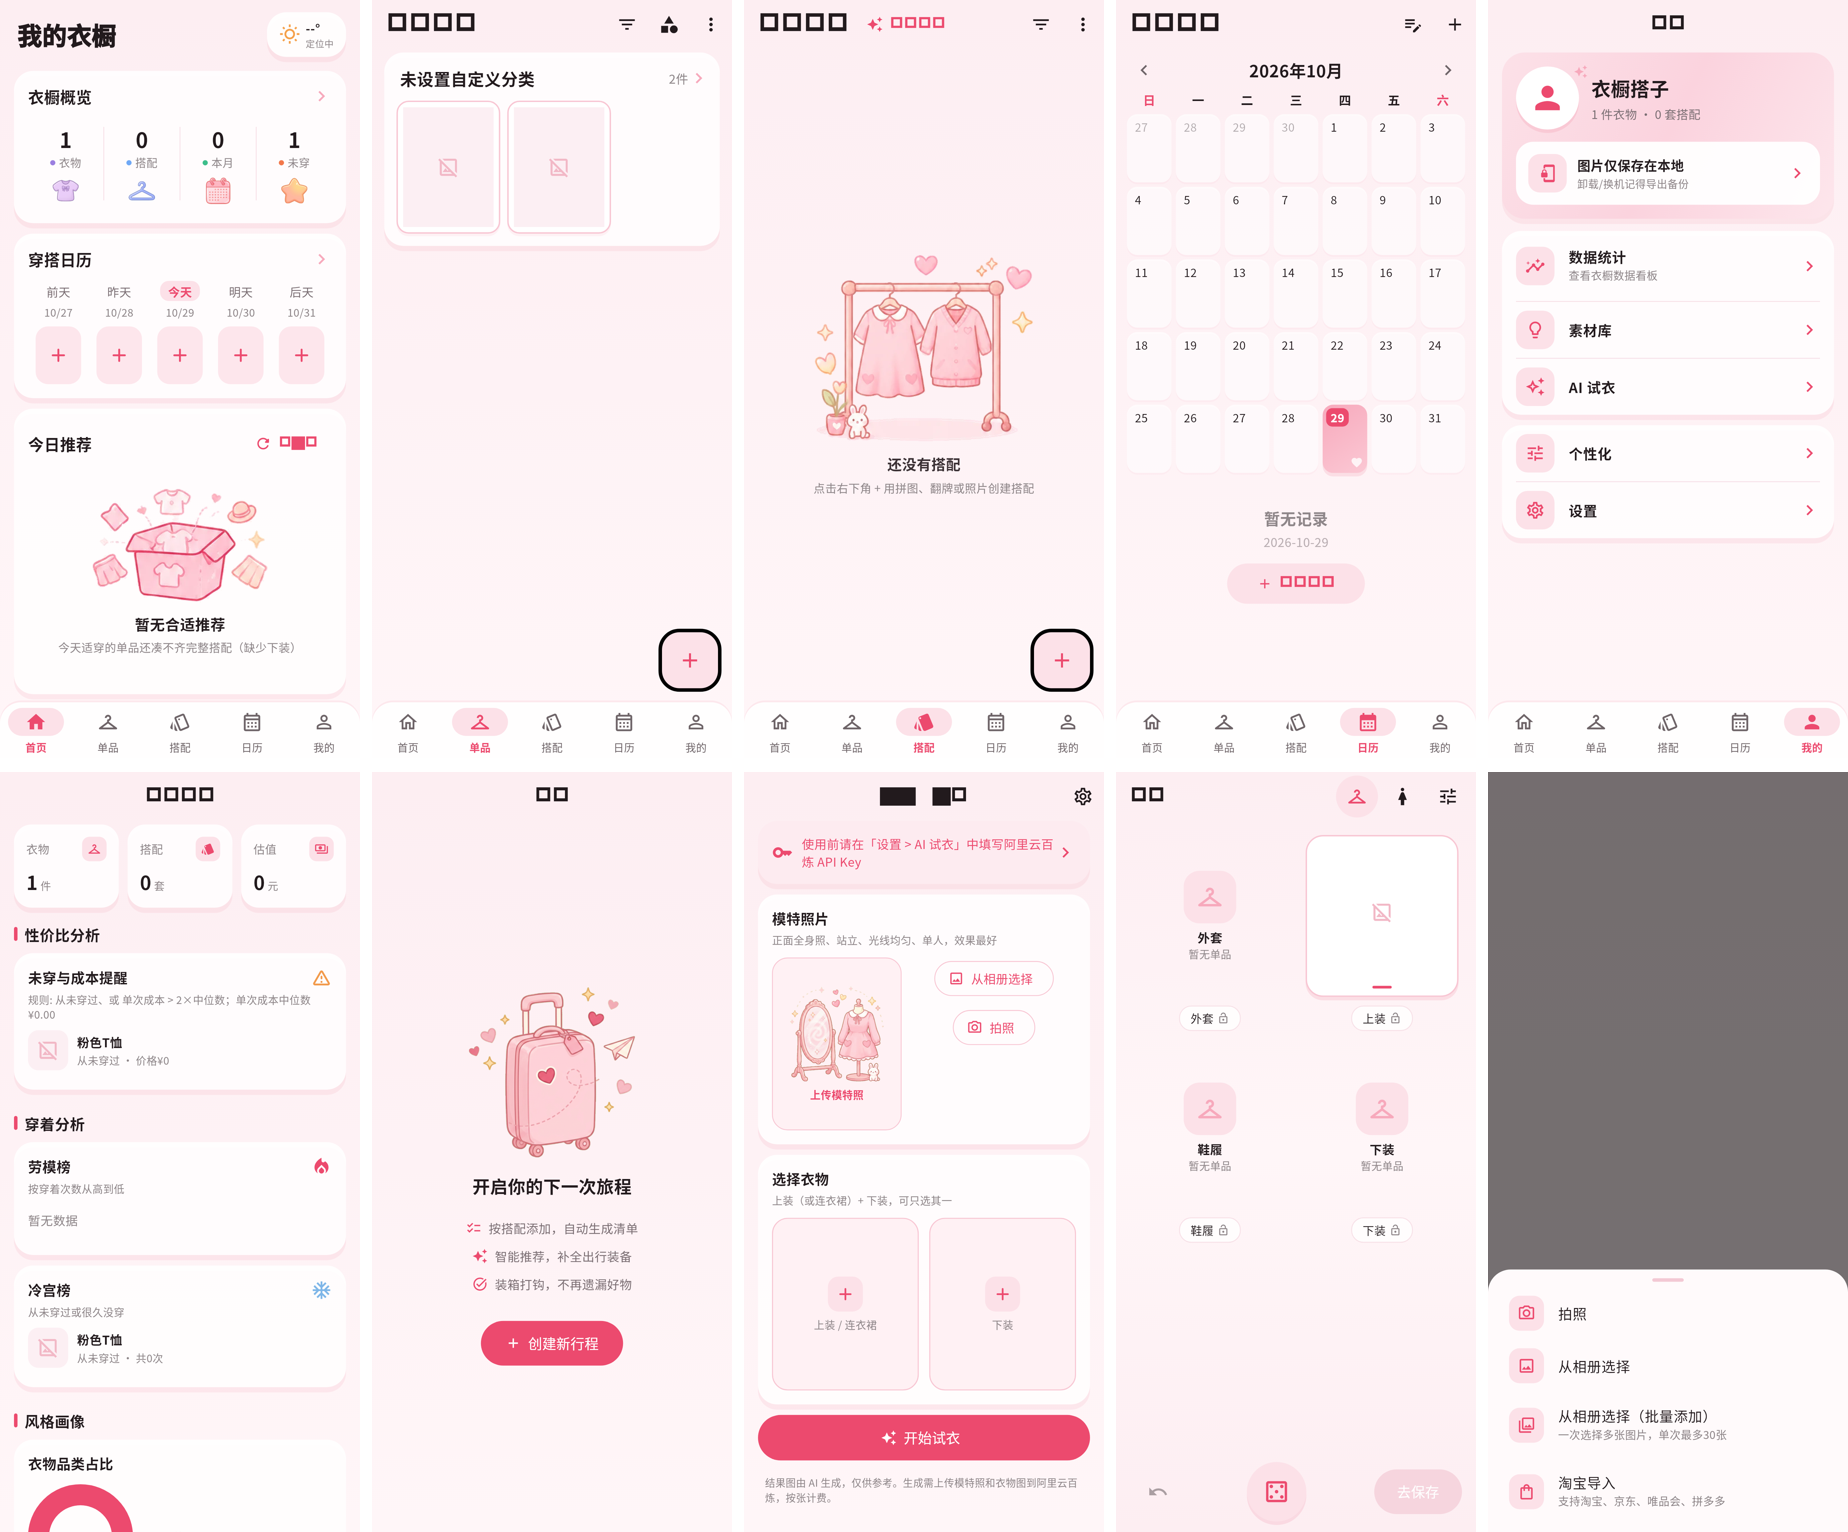 我的衣橱
--°
定位中
衣橱概览
1
0
0
1
衣物
搭配
本月
未穿
穿搭日历
前天
昨天
今天
明天
后天
10/27
10/28
10/29
10/30
10/31
今日推荐
暂无合适推荐
今天适穿的单品还凑不齐完整搭配（缺少下装）
首页
单品
搭配
日历
我的
未设置自定义分类
2件
首页
单品
搭配
日历
我的
还没有搭配
点击右下角 + 用拼图、翻牌或照片创建搭配
首页
单品
搭配
日历
我的
2026年10月
日 一 二 三 四 五 六
27 28 29 30 1 2 3
4 5 6 7 8 9 10
11 12 13 14 15 16 17
18 19 20 21 22 23 24
25 26 27 28 29 30 31
暂无记录
2026-10-29
首页
单品
搭配
日历
我的
衣橱搭子
1 件衣物 · 0 套搭配
图片仅保存在本地
卸载/换机记得导出备份
数据统计
查看衣橱数据看板
素材库
AI 试衣
个性化
设置
首页
单品
搭配
日历
我的
衣物
搭配
估值
1 件
0 套
0 元
性价比分析
未穿与成本提醒
规则: 从未穿过、或 单次成本 > 2×中位数；单次成本中位数
¥0.00
粉色T恤
从未穿过 · 价格¥0
穿着分析
劳模榜
按穿着次数从高到低
暂无数据
冷宫榜
从未穿过或很久没穿
粉色T恤
从未穿过 · 共0次
风格画像
衣物品类占比
开启你的下一次旅程
按搭配添加，自动生成清单
智能推荐，补全出行装备
装箱打钩，不再遗漏好物
+ 创建新行程
使用前请在「设置 > AI 试衣」中填写阿里云百
炼 API Key
模特照片
正面全身照、站立、光线均匀、单人，效果最好
上传模特照
从相册选择
拍照
选择衣物
上装（或连衣裙）+ 下装，可只选其一
上装 / 连衣裙
下装
开始试衣
结果图由 AI 生成，仅供参考。生成需上传模特照和衣物图到阿里云百
炼，按张计费。
外套
暂无单品
外套
上装
鞋履
暂无单品
下装
暂无单品
鞋履
下装
去保存
拍照
从相册选择
从相册选择（批量添加）
一次选择多张图片，单次最多30张
淘宝导入
支持淘宝、京东、唯品会、拼多多